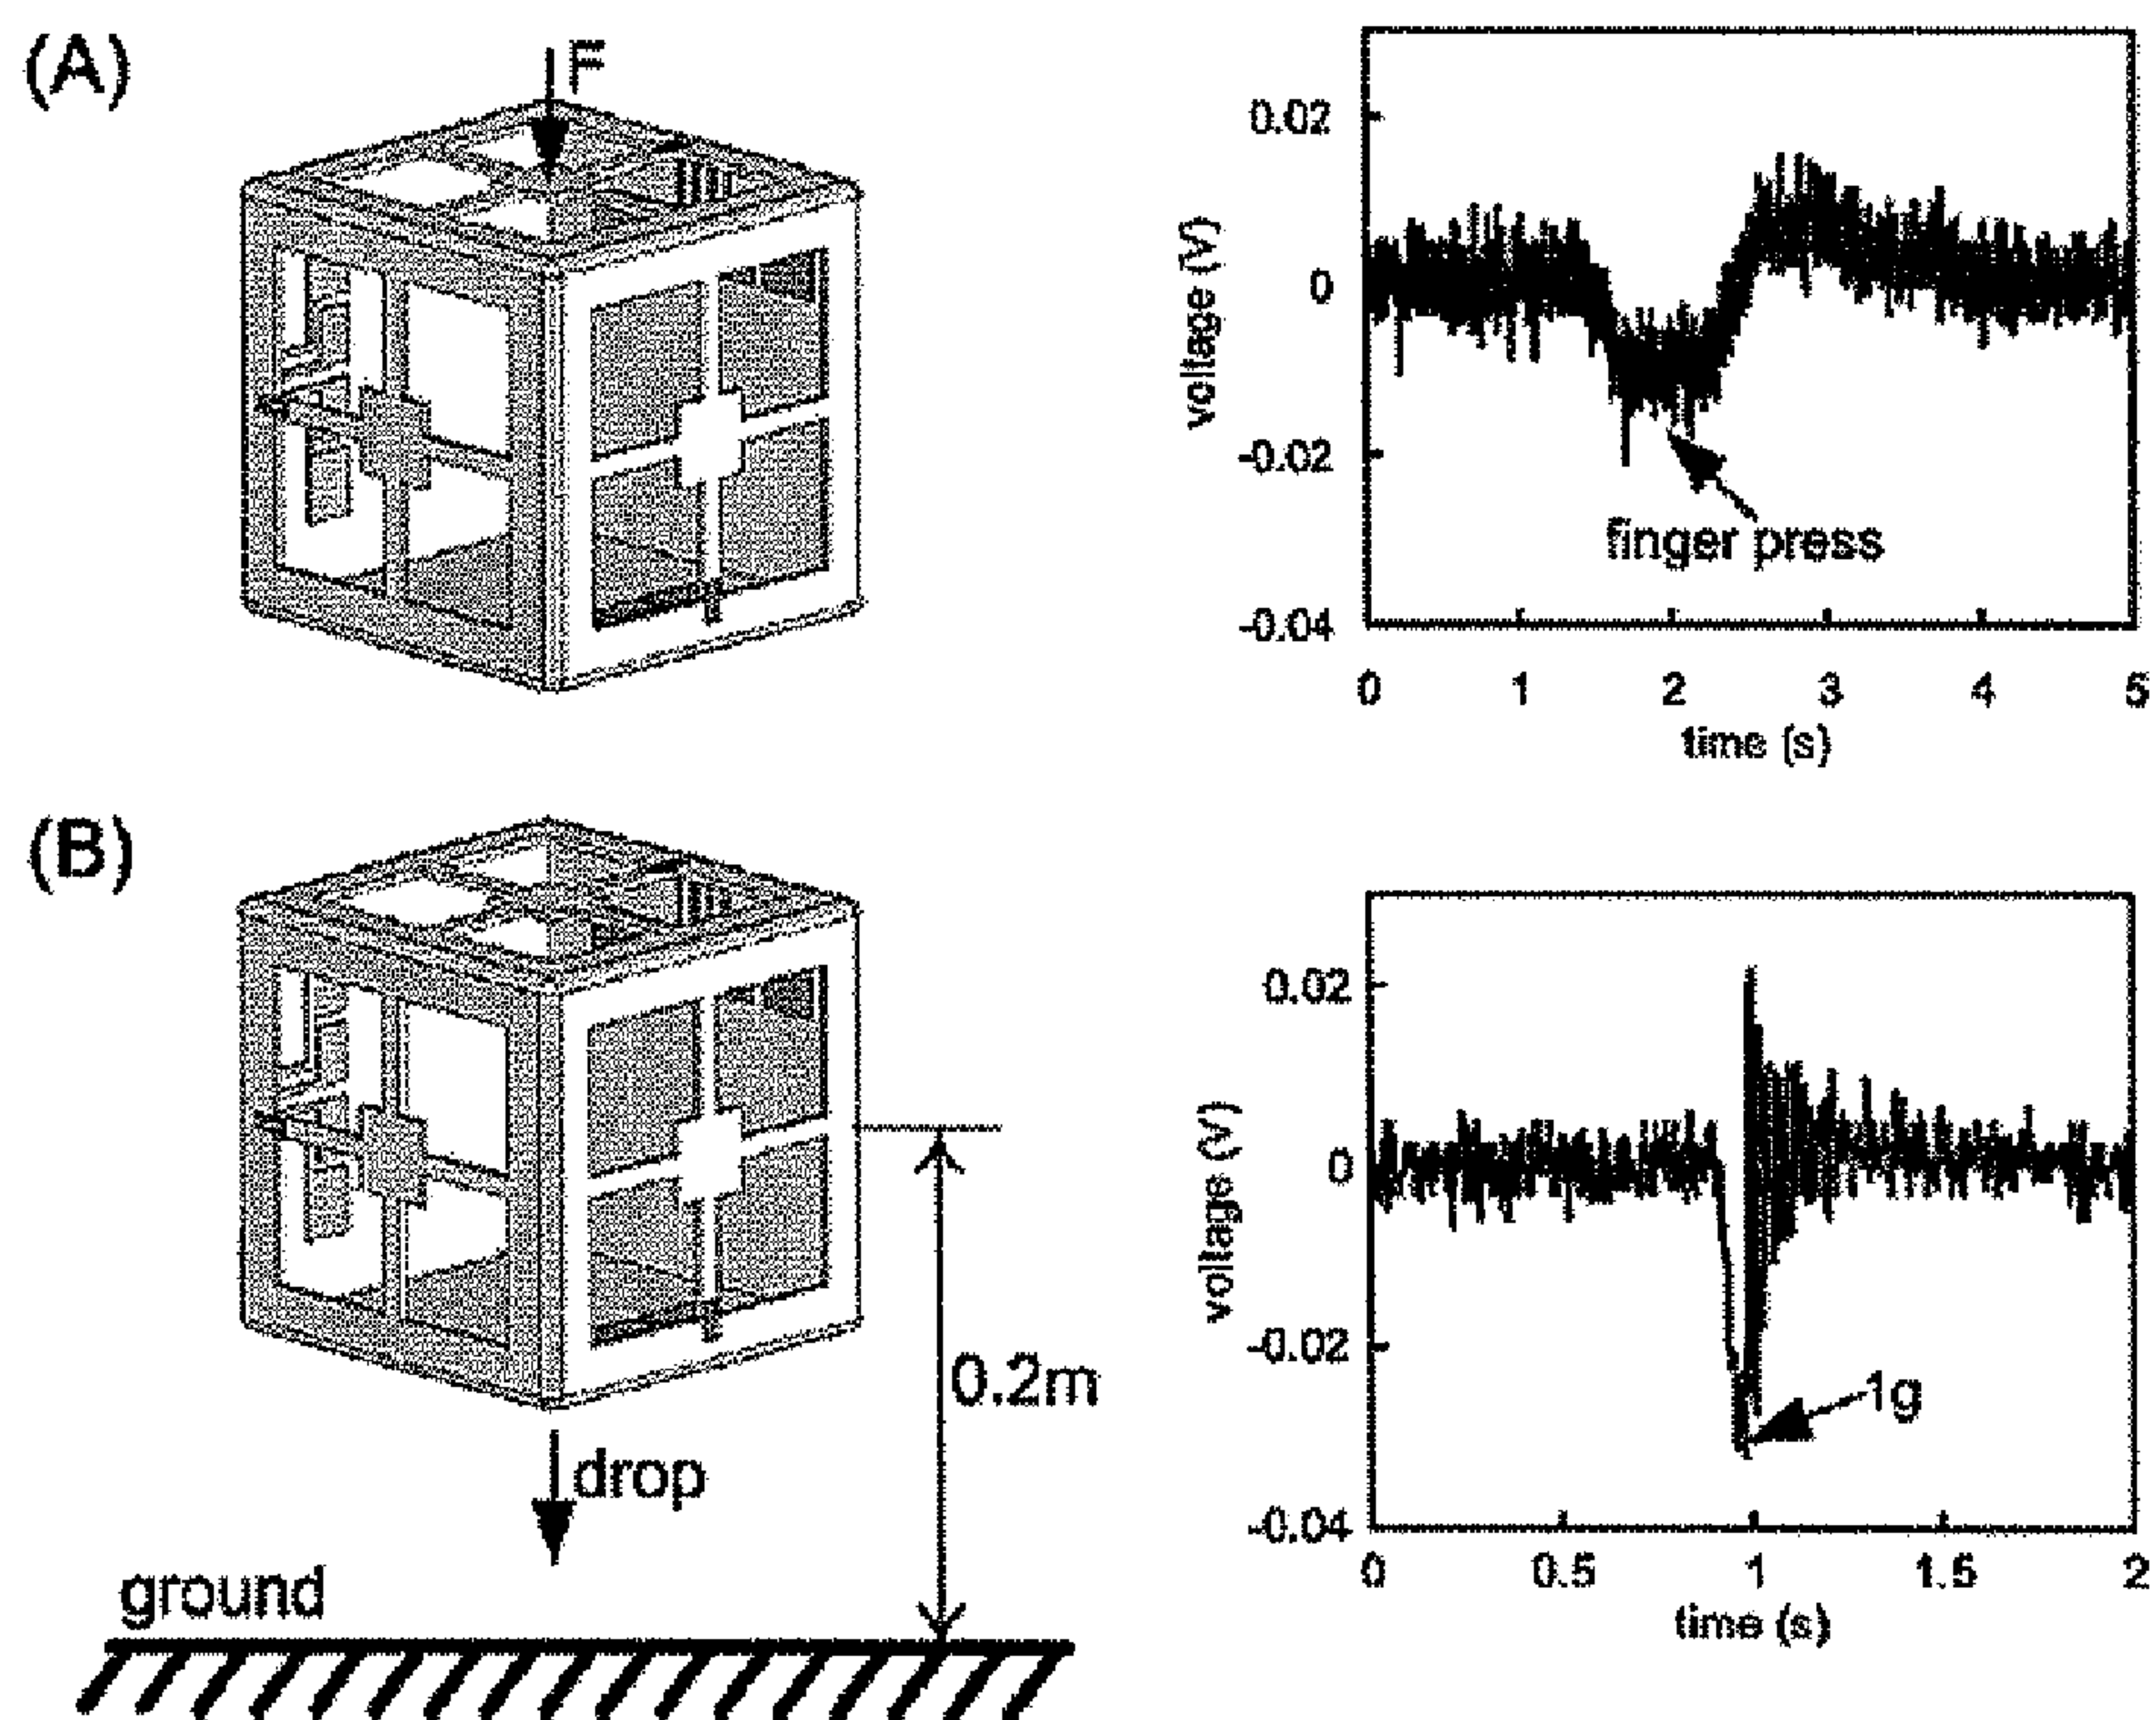 (A)
F
0.02
0
-0.02
-0.04
voltage (V)
finger press
0 1 2 3 4 5
time (s)
(B)
0.2m
drop
ground
0.02
0
-0.02
-0.04
voltage (V)
1g
0 0.5 1 1.5 2
time (s)